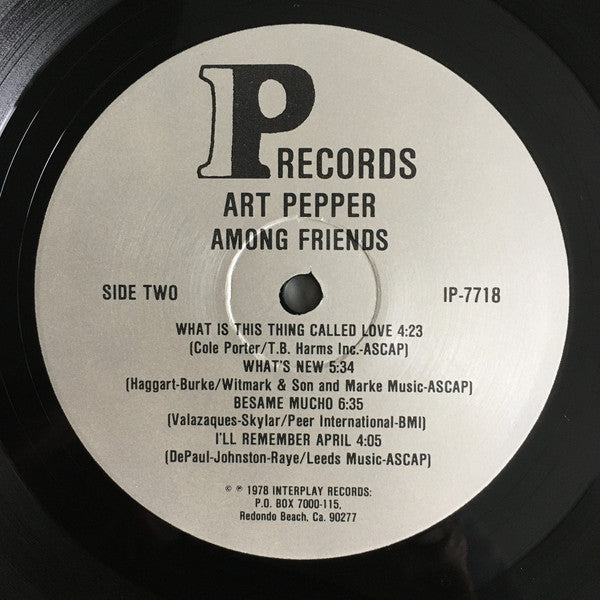 IP RECORDS
ART PEPPER
AMONG FRIENDS
SIDE TWO IP-7718
WHAT IS THIS THING CALLED LOVE 4:23
(Cole Porter/T.B. Harms Inc.-ASCAP)
WHAT'S NEW 5:34
(Haggart-Burke/Witmark & Son and Marke Music-ASCAP)
BESAME MUCHO 6:35
(Valazaques-Skylar/Peer International-BMI)
I'LL REMEMBER APRIL 4:05
(DePaul-Johnston-Raye/Leeds Music-ASCAP)
© ℗ 1978 INTERPLAY RECORDS:
P.O. BOX 7000-115,
Redondo Beach, Ca. 90277